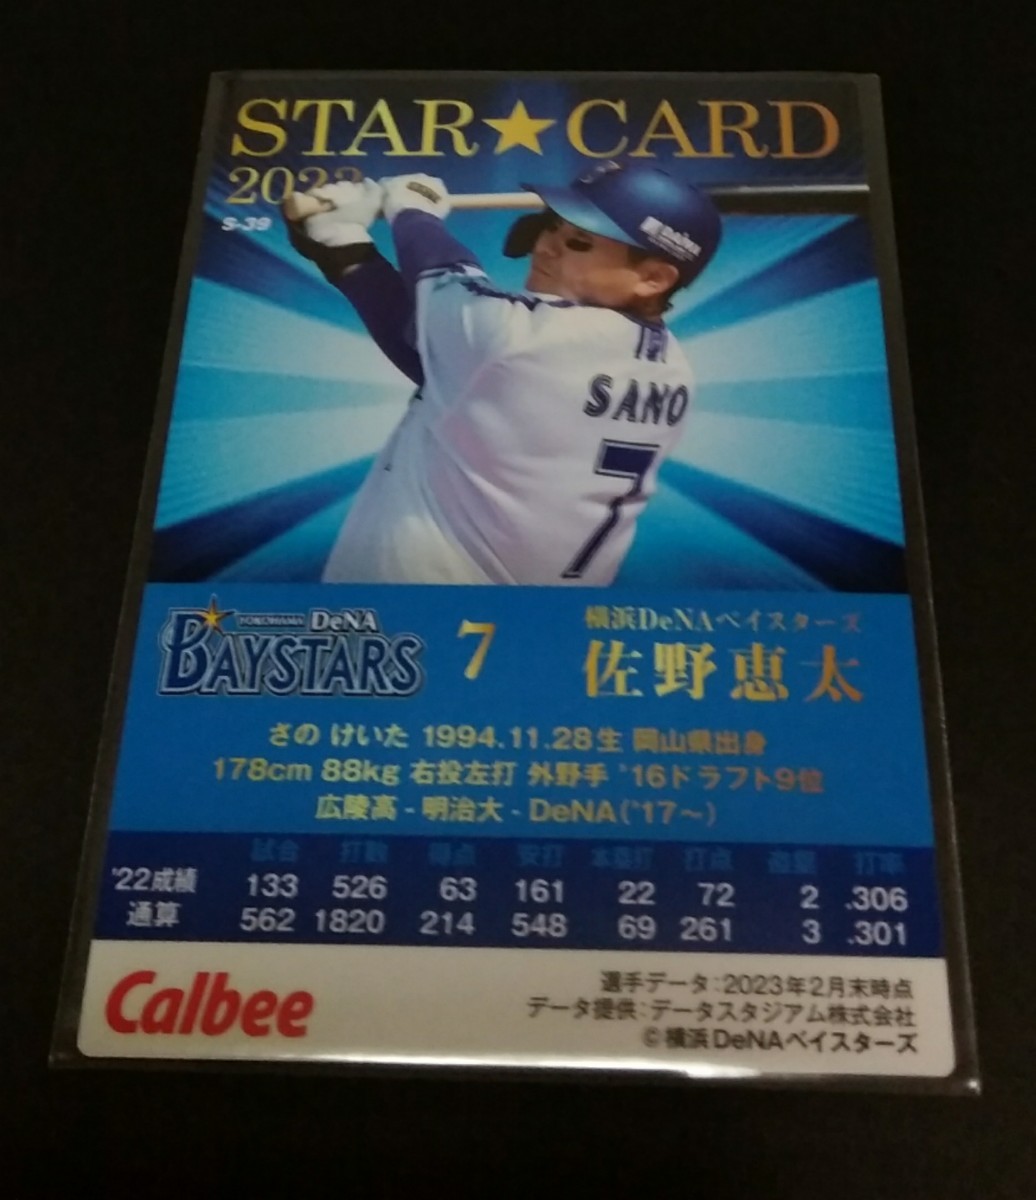 STAR★CARD
2023
S-39
DeNA
SANO
7
YOKOHAMA DeNA
BAYSTARS
7
横浜DeNAベイスターズ
佐野恵太
さの けいた 1994.11.28生 岡山県出身
178cm 88kg 右投左打 外野手 '16ドラフト9位
広陵高 - 明治大 - DeNA('17〜)
試合 打数 得点 安打 本塁打 打点 盗塁 打率
'22成績 133 526 63 161 22 72 2 .306
通算 562 1820 214 548 69 261 3 .301
Calbee
選手データ:2023年2月末時点
データ提供:データスタジアム株式会社
©横浜DeNAベイスターズ